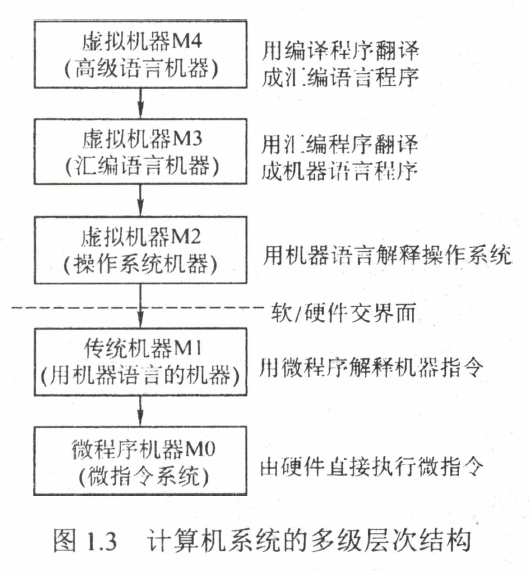 虚拟机器M4
(高级语言机器)
用编译程序翻译
成汇编语言程序
虚拟机器M3
(汇编语言机器)
用汇编程序翻译
成机器语言程序
虚拟机器M2
(操作系统机器)
用机器语言解释操作系统
软/硬件交界面
传统机器M1
(用机器语言的机器)
用微程序解释机器指令
微程序机器M0
(微指令系统)
由硬件直接执行微指令
图 1.3 计算机系统的多级层次结构